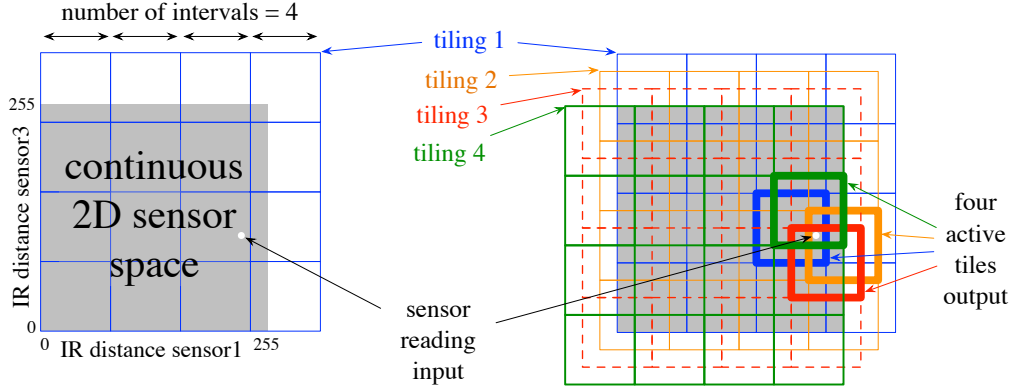 number of intervals = 4
tiling 1
tiling 2
tiling 3
tiling 4
255
IR distance sensor3
continuous
2D sensor
space
0
0
IR distance sensor1
255
sensor
reading
input
four
active
tiles
output